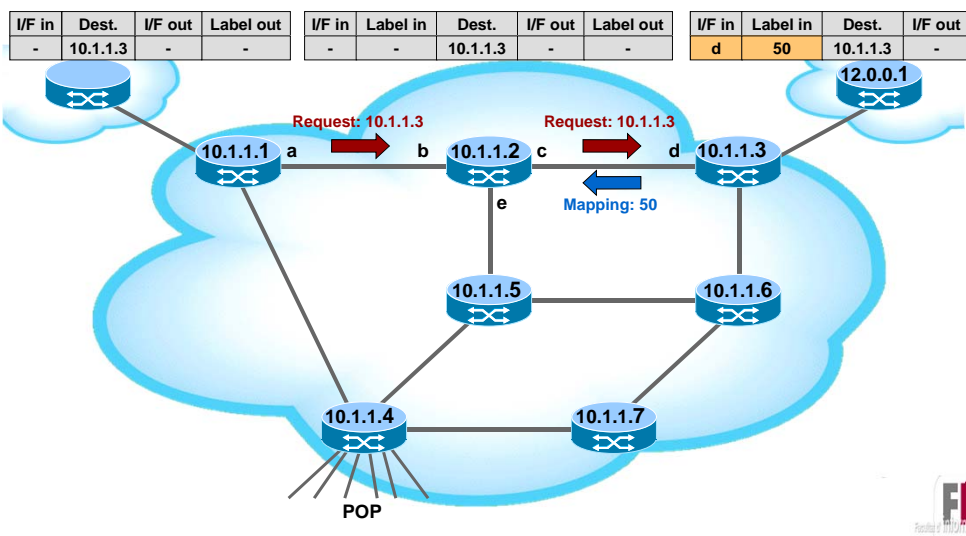 I/F in Dest. I/F out Label out
- 10.1.1.3 - -
I/F in Label in Dest. I/F out Label out
- - 10.1.1.3 - -
I/F in Label in Dest. I/F out
d 50 10.1.1.3 -
12.0.0.1
Request: 10.1.1.3
Request: 10.1.1.3
10.1.1.1 a b 10.1.1.2 c d 10.1.1.3
Mapping: 50
e
10.1.1.5
10.1.1.6
10.1.1.4
10.1.1.7
POP